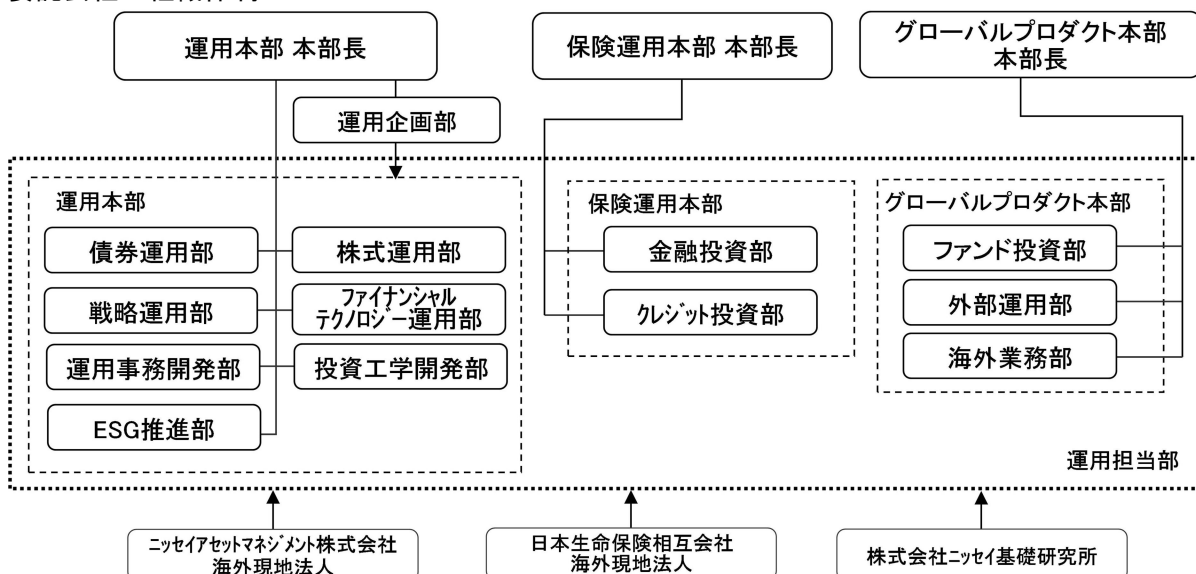 運用本部 本部長
保険運用本部 本部長
グローバルプロダクト本部
本部長
運用企画部
運用本部
債券運用部
株式運用部
戦略運用部
ファイナンシャル
テクノロジー運用部
運用事務開発部
投資工学開発部
ESG推進部
保険運用本部
金融投資部
クレジット投資部
グローバルプロダクト本部
ファンド投資部
外部運用部
海外業務部
運用担当部
ニッセイアセットマネジメント株式会社
海外現地法人
日本生命保険相互会社
海外現地法人
株式会社ニッセイ基礎研究所